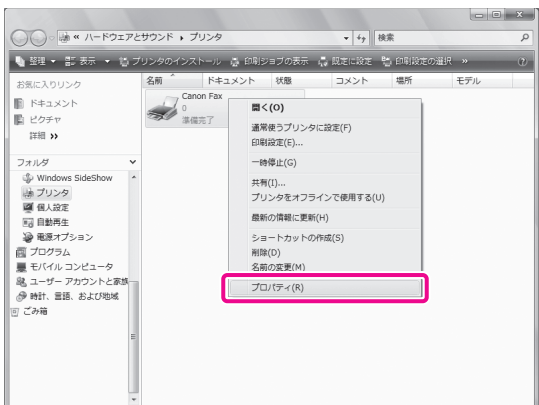 « ハードウェアとサウンド ▸ プリンタ
検索
整理 ▼ 表示 ▼ プリンタのインストール 印刷ジョブの表示 既定に設定 印刷設定の選択 »
お気に入りリンク
ドキュメント
ピクチャ
詳細 »
フォルダ
Windows SideShow
プリンタ
個人設定
自動再生
電源オプション
プログラム
モバイル コンピュータ
ユーザー アカウントと家族
時計、言語、および地域
ごみ箱
名前 ドキュメント 状態 コメント 場所 モデル
Canon Fax
0
準備完了
開く(O)
通常使うプリンタに設定(F)
印刷設定(E)...
一時停止(G)
共有(I)...
プリンタをオフラインで使用する(U)
最新の情報に更新(H)
ショートカットの作成(S)
削除(D)
名前の変更(M)
プロパティ(R)